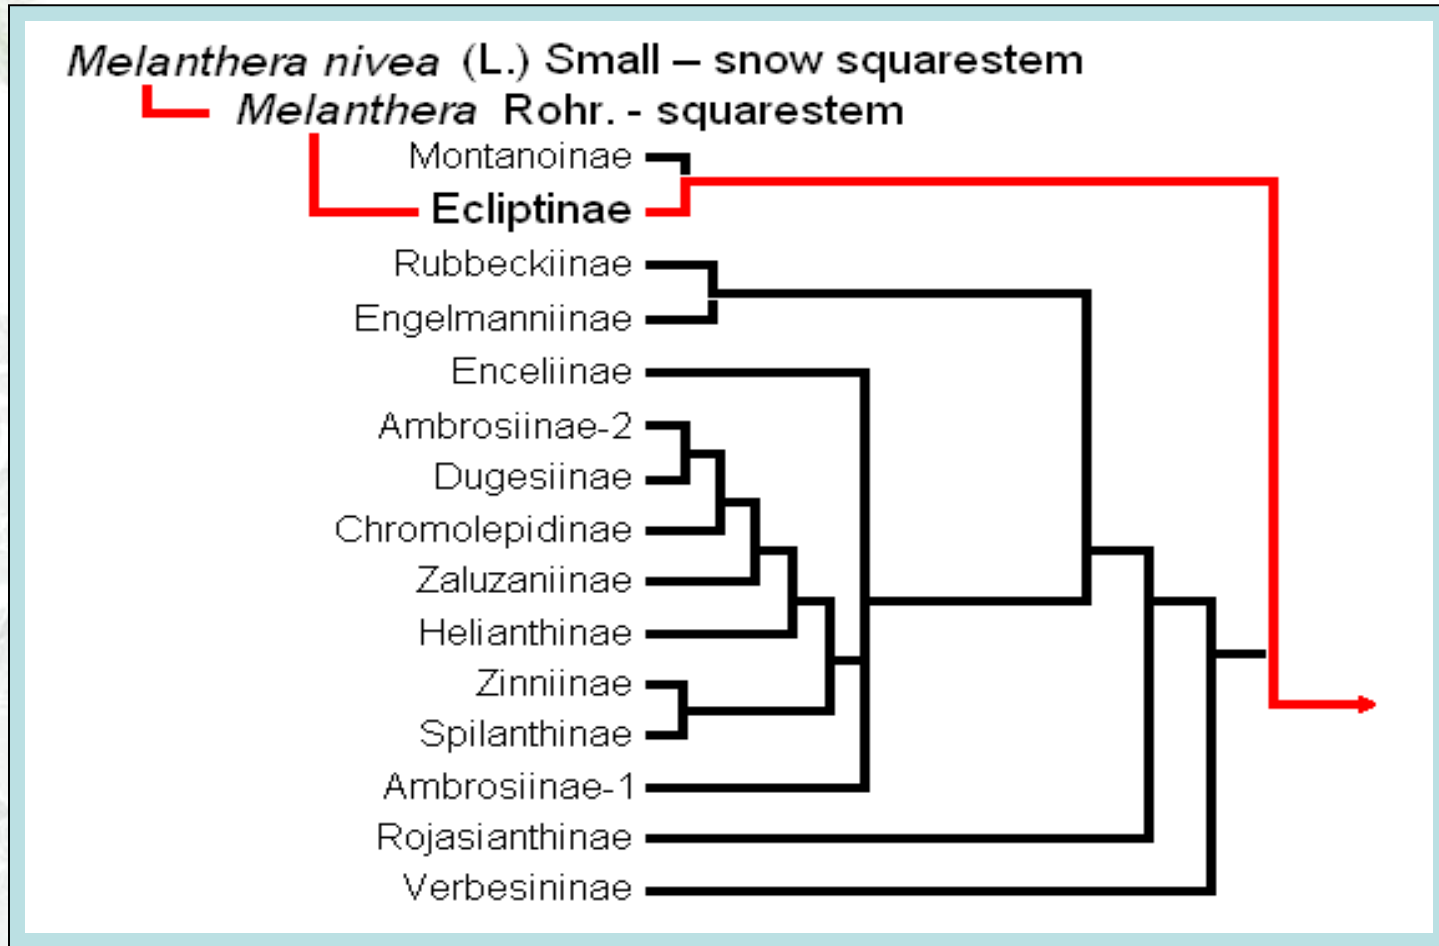 Melanthera nivea (L.) Small – snow squarestem
Melanthera Rohr. - squarestem
Montanoinae
Ecliptinae
Rubbeckiinae
Engelmanniinae
Enceliinae
Ambrosiinae-2
Dugesiinae
Chromolepidinae
Zaluzaniinae
Helianthinae
Zinniinae
Spilanthinae
Ambrosiinae-1
Rojasianthinae
Verbesininae